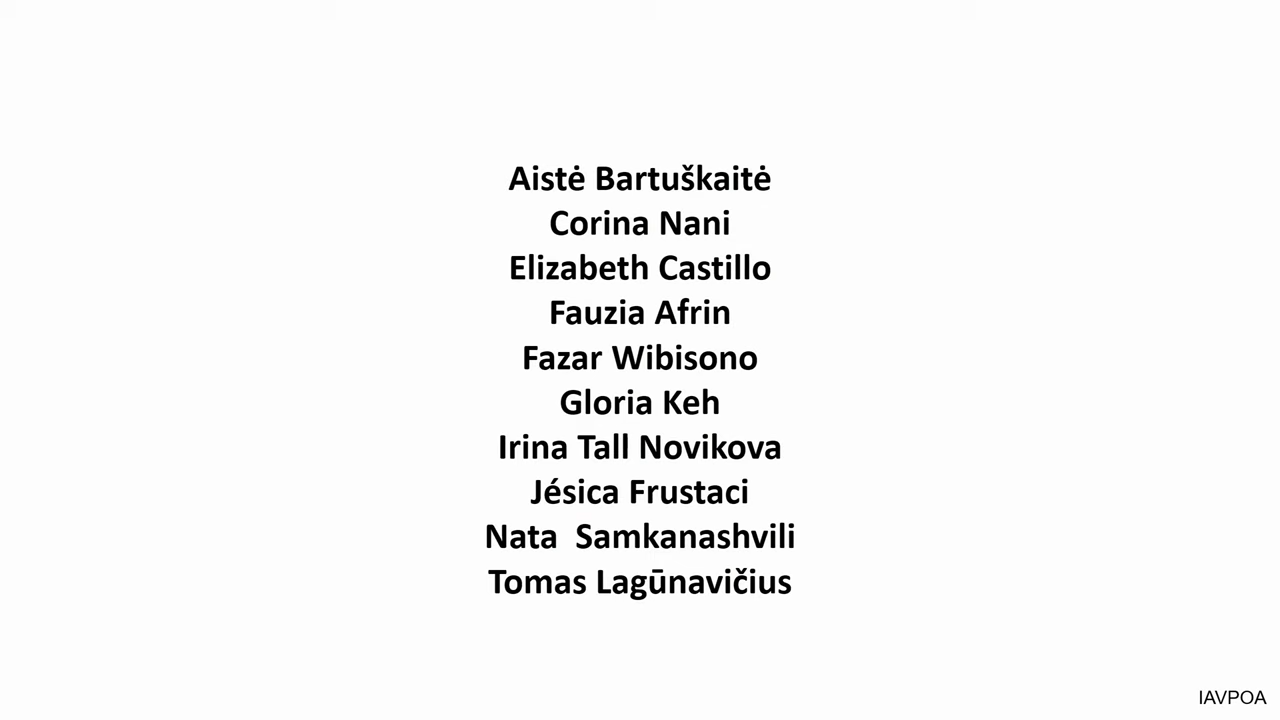 Aistė Bartuškaitė
Corina Nani
Elizabeth Castillo
Fauzia Afrin
Fazar Wibisono
Gloria Keh
Irina Tall Novikova
Jésica Frustaci
Nata  Samkanashvili
Tomas Lagūnavičius
IAVPOA